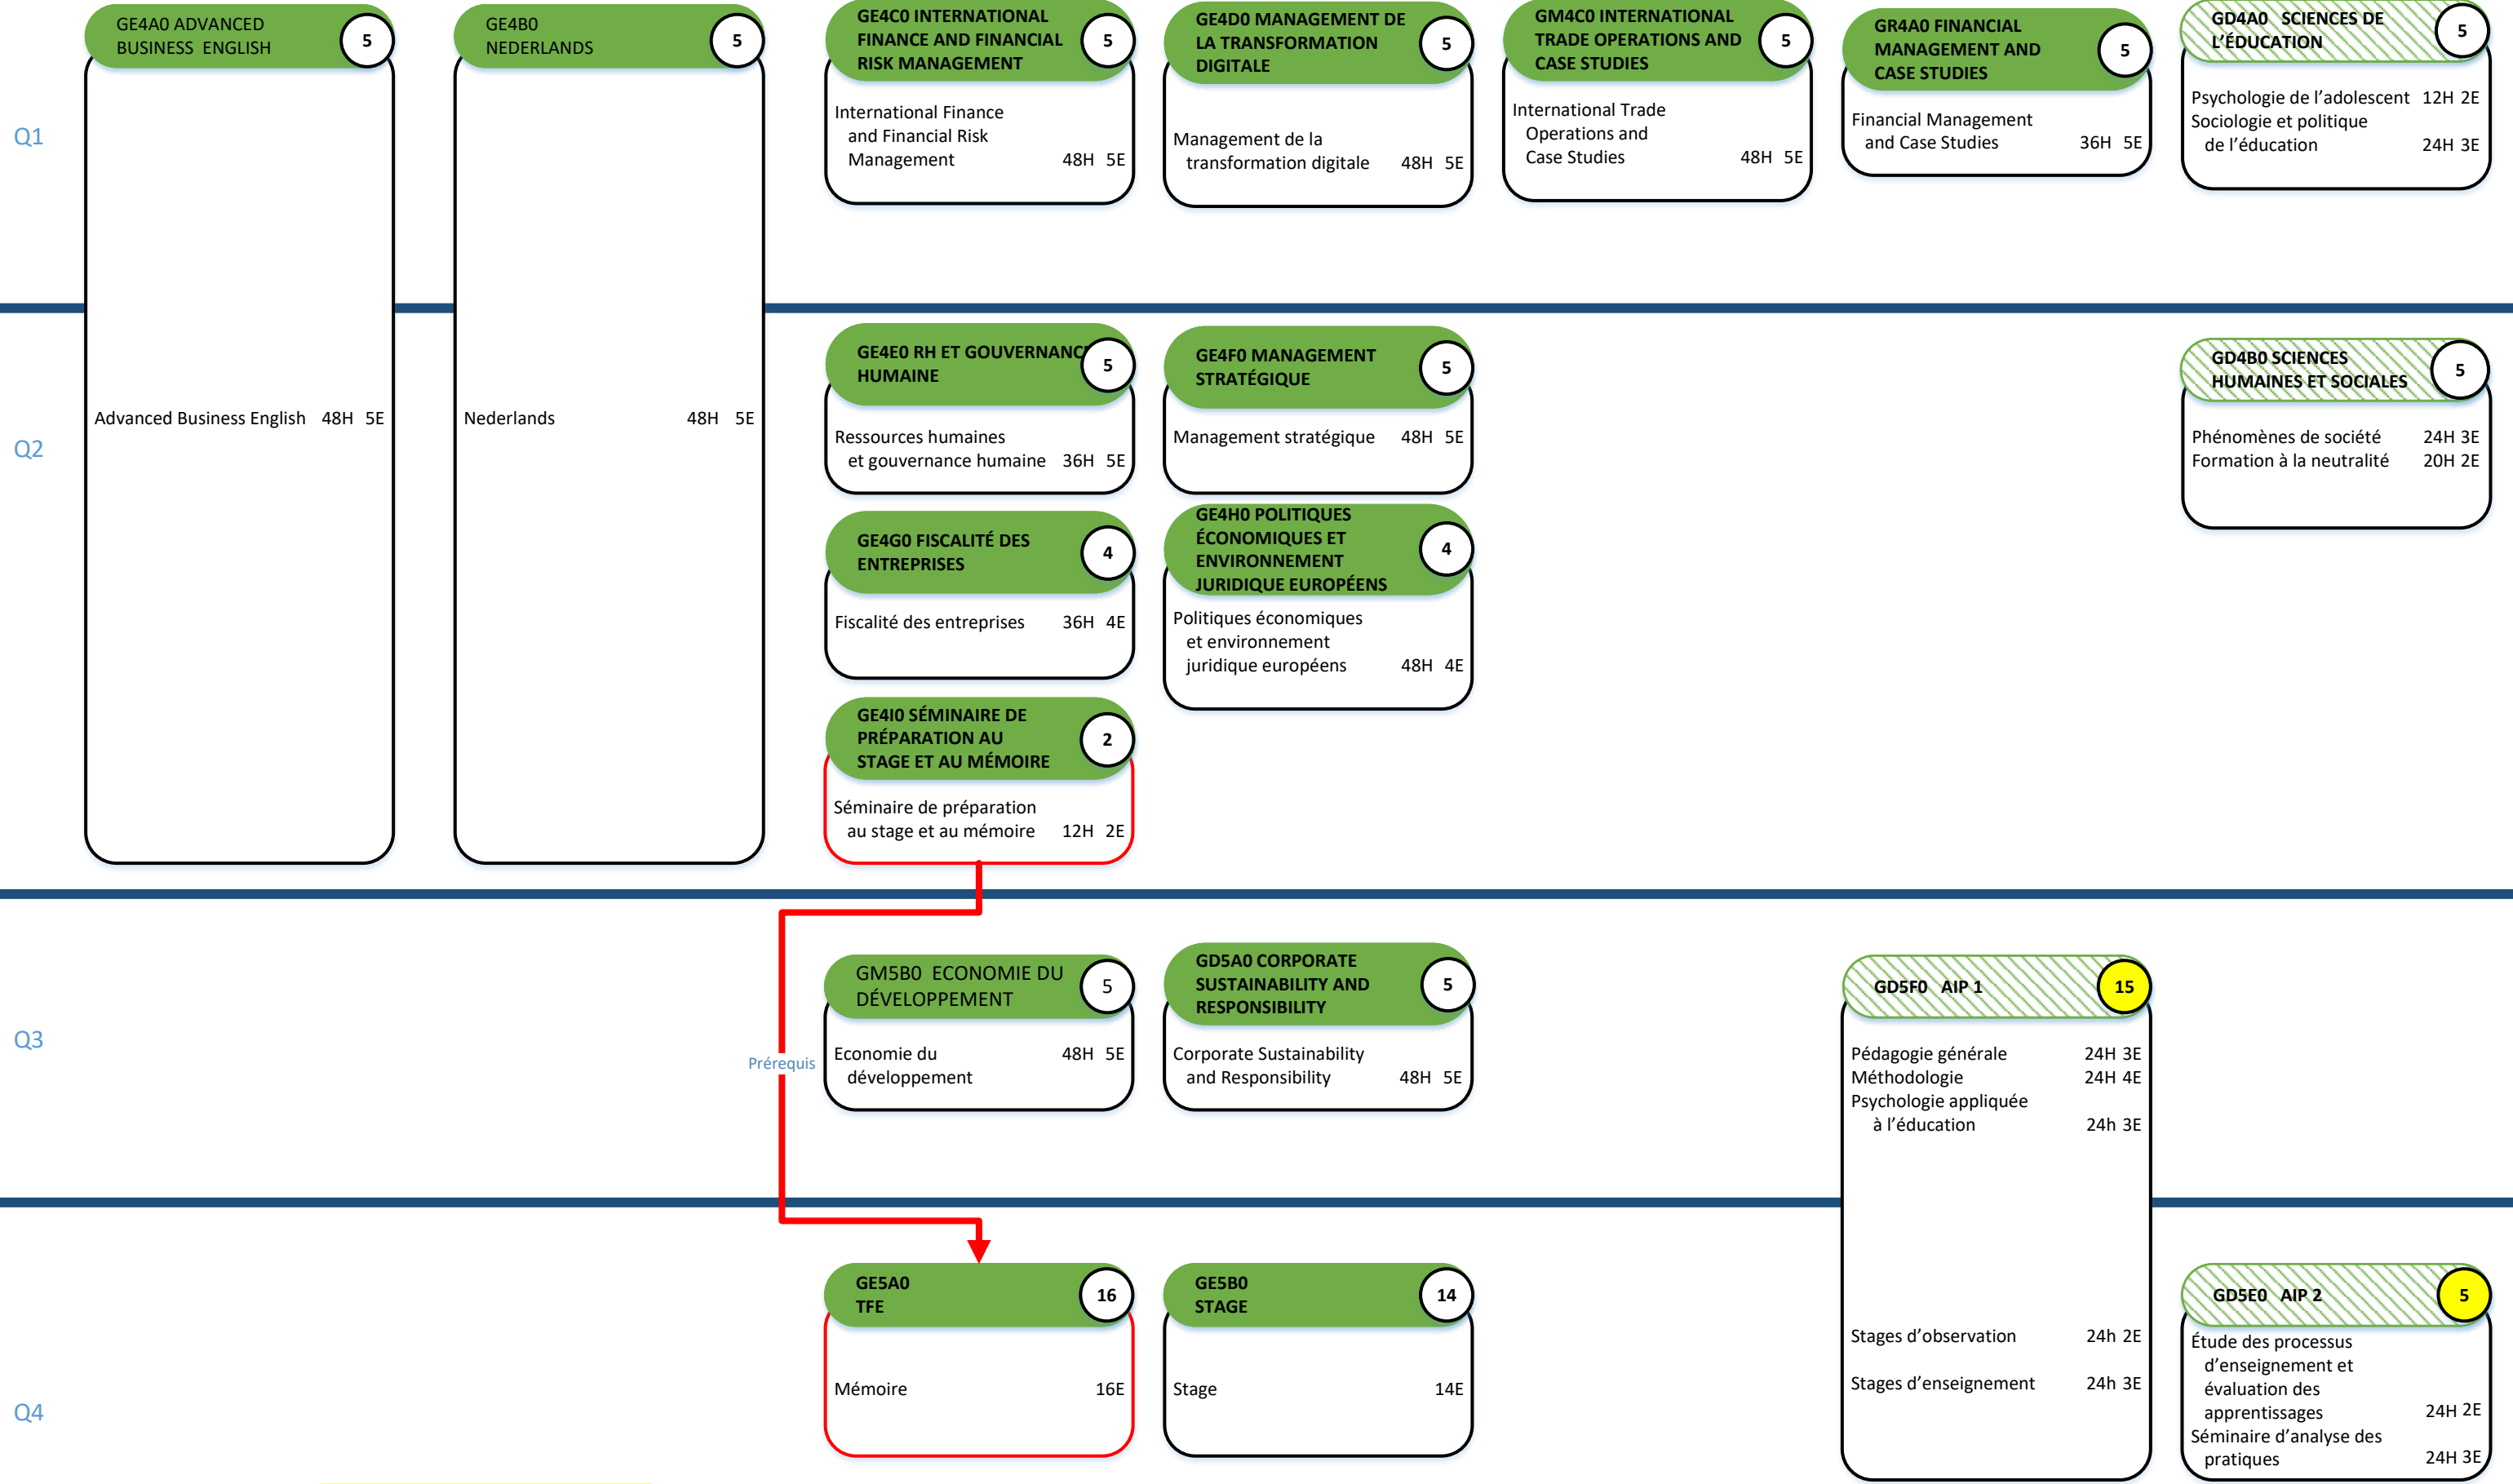 GE4A0 ADVANCED
BUSINESS ENGLISH
5
GE4B0
NEDERLANDS
5
GE4C0 INTERNATIONAL
FINANCE AND FINANCIAL
RISK MANAGEMENT
5
GE4D0 MANAGEMENT DE
LA TRANSFORMATION
DIGITALE
5
GM4C0 INTERNATIONAL
TRADE OPERATIONS AND
CASE STUDIES
5
GR4A0 FINANCIAL
MANAGEMENT AND
CASE STUDIES
5
GD4A0 SCIENCES DE
L’ÉDUCATION
5
Q1
International Finance
and Financial Risk
Management 48H 5E
Management de la
transformation digitale 48H 5E
International Trade
Operations and
Case Studies 48H 5E
Financial Management
and Case Studies 36H 5E
Psychologie de l’adolescent 12H 2E
Sociologie et politique
de l’éducation 24H 3E
Q2
Advanced Business English 48H 5E
Nederlands 48H 5E
GE4E0 RH ET GOUVERNANCE
HUMAINE
5
Ressources humaines
et gouvernance humaine 36H 5E
GE4F0 MANAGEMENT
STRATÉGIQUE
5
Management stratégique 48H 5E
GD4B0 SCIENCES
HUMAINES ET SOCIALES
5
Phénomènes de société 24H 3E
Formation à la neutralité 20H 2E
GE4G0 FISCALITÉ DES
ENTREPRISES
4
Fiscalité des entreprises 36H 4E
GE4H0 POLITIQUES
ÉCONOMIQUES ET
ENVIRONNEMENT
JURIDIQUE EUROPÉENS
4
Politiques économiques
et environnement
juridique européens 48H 4E
GE4I0 SÉMINAIRE DE
PRÉPARATION AU
STAGE ET AU MÉMOIRE
2
Séminaire de préparation
au stage et au mémoire 12H 2E
Q3
Prérequis
GM5B0 ECONOMIE DU
DÉVELOPPEMENT
5
Economie du 48H 5E
développement
GD5A0 CORPORATE
SUSTAINABILITY AND
RESPONSIBILITY
5
Corporate Sustainability
and Responsibility 48H 5E
GD5F0 AIP 1
15
Pédagogie générale 24H 3E
Méthodologie 24H 4E
Psychologie appliquée
à l’éducation 24h 3E
Stages d’observation 24h 2E
Stages d’enseignement 24h 3E
Q4
GE5A0
TFE
16
Mémoire 16E
GE5B0
STAGE
14
Stage 14E
GD5E0 AIP 2
5
Étude des processus
d’enseignement et
évaluation des
apprentissages 24H 2E
Séminaire d’analyse des
pratiques 24H 3E